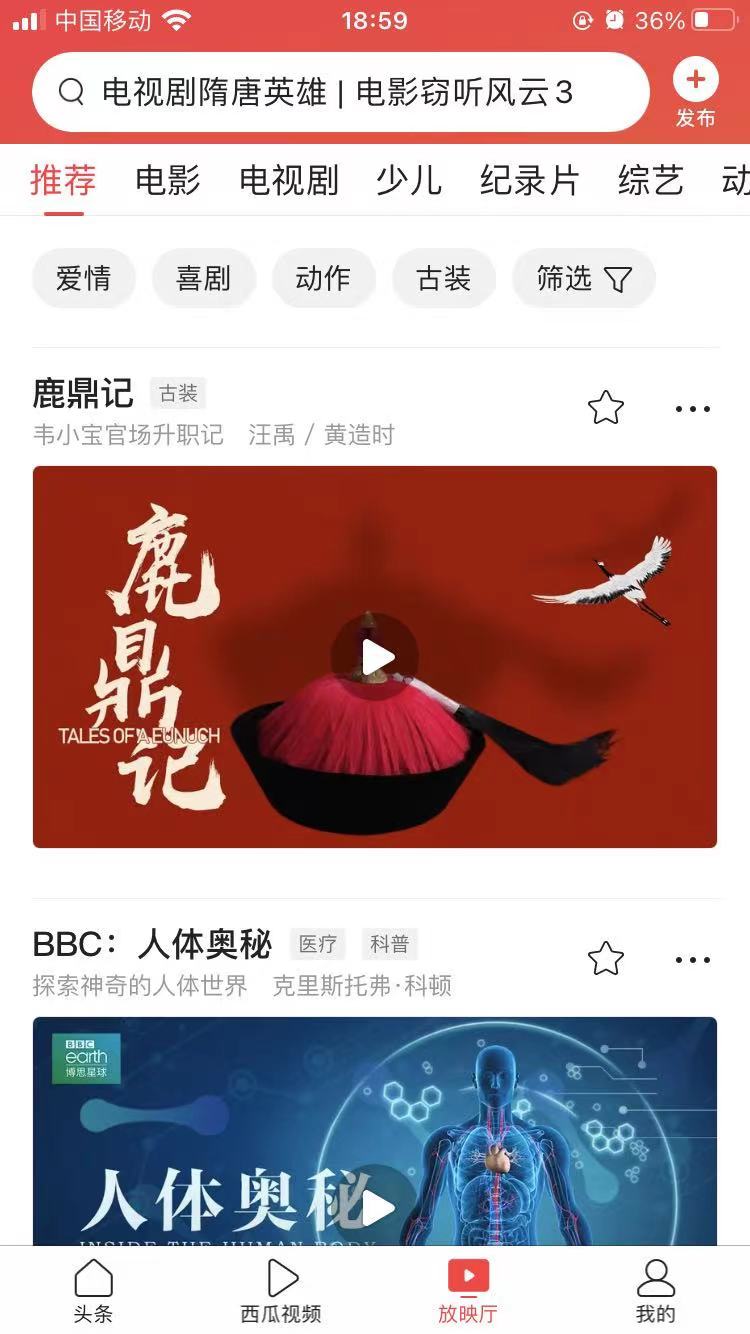 中国移动 18:59 36%
电视剧隋唐英雄 | 电影窃听风云3
发布
推荐 电影 电视剧 少儿 纪录片 综艺 动
爱情 喜剧 动作 古装 筛选
鹿鼎记 古装
韦小宝官场升职记 汪禹 / 黄造时
鹿鼎记
TALES OF A EUNUCH
BBC：人体奥秘 医疗 科普
探索神奇的人体世界 克里斯托弗·科顿
BBC
earth
博思星球
人体奥秘
INSIDE THE HUMAN BODY
头条 西瓜视频 放映厅 我的